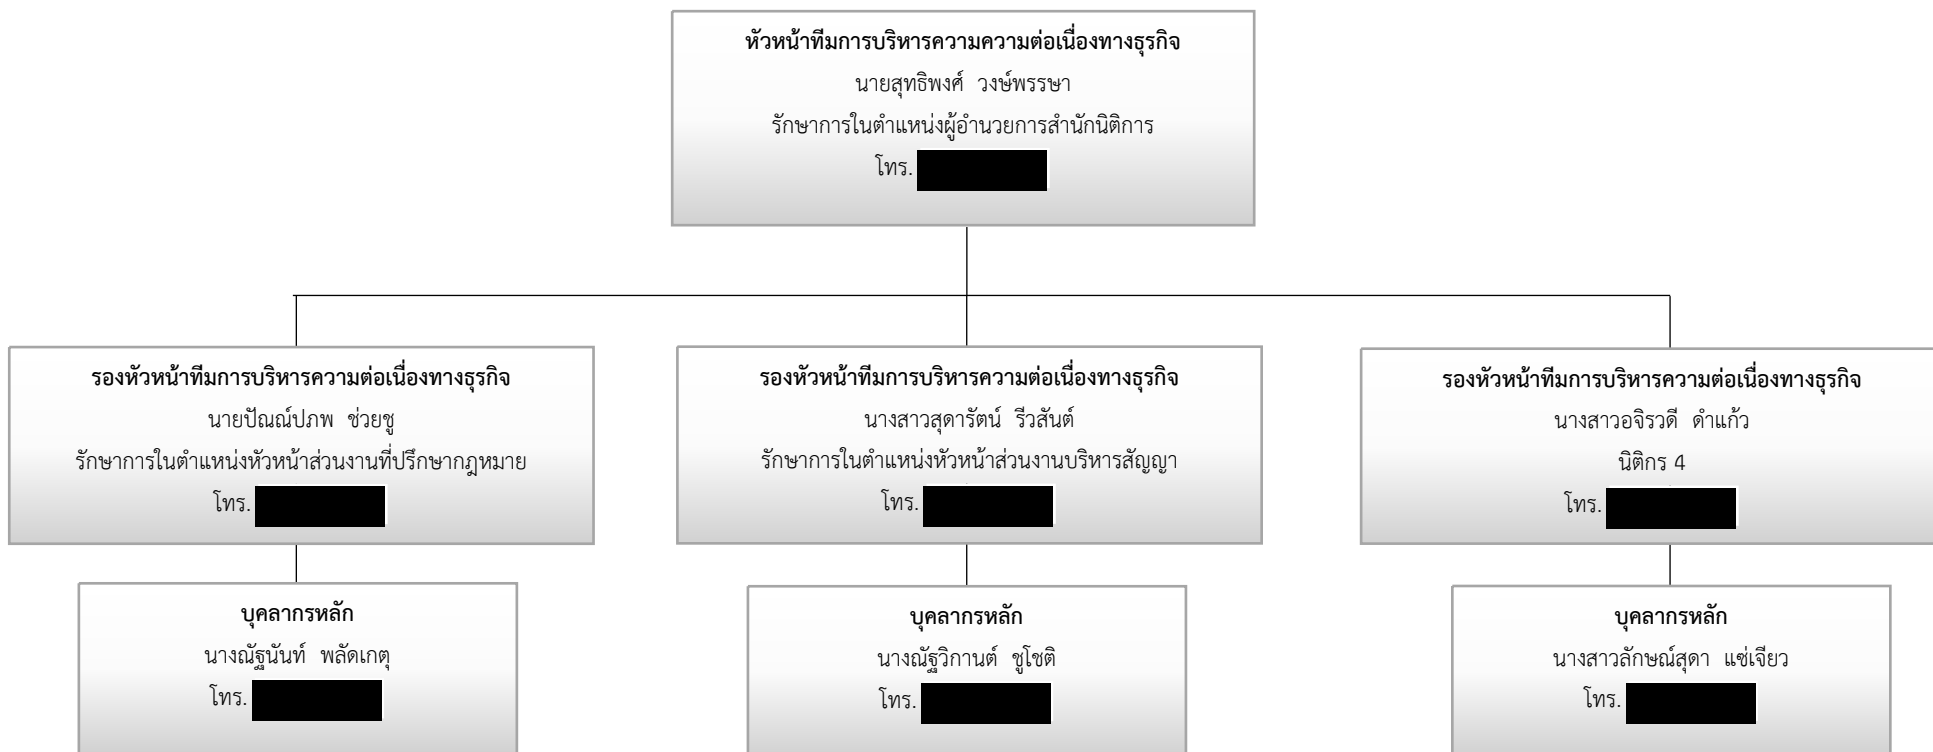 หัวหน้าทีมการบริหารความความต่อเนื่องทางธุรกิจ
นายสุทธิพงศ์ วงษ์พรรษา
รักษาการในตำแหน่งผู้อำนวยการสำนักนิติการ
โทร.
รองหัวหน้าทีมการบริหารความต่อเนื่องทางธุรกิจ
นายปัณณ์ปภพ ช่วยชู
รักษาการในตำแหน่งหัวหน้าส่วนงานที่ปรึกษากฎหมาย
โทร.
รองหัวหน้าทีมการบริหารความต่อเนื่องทางธุรกิจ
นางสาวสุดารัตน์ รีวสันต์
รักษาการในตำแหน่งหัวหน้าส่วนงานบริหารสัญญา
โทร.
รองหัวหน้าทีมการบริหารความต่อเนื่องทางธุรกิจ
นางสาวอจิรวดี ดำแก้ว
นิติกร 4
โทร.
บุคลากรหลัก
นางณัฐนันท์ พลัดเกตุ
โทร.
บุคลากรหลัก
นางณัฐวิกานต์ ชูโชติ
โทร.
บุคลากรหลัก
นางสาวลักษณ์สุดา แซ่เจียว
โทร.